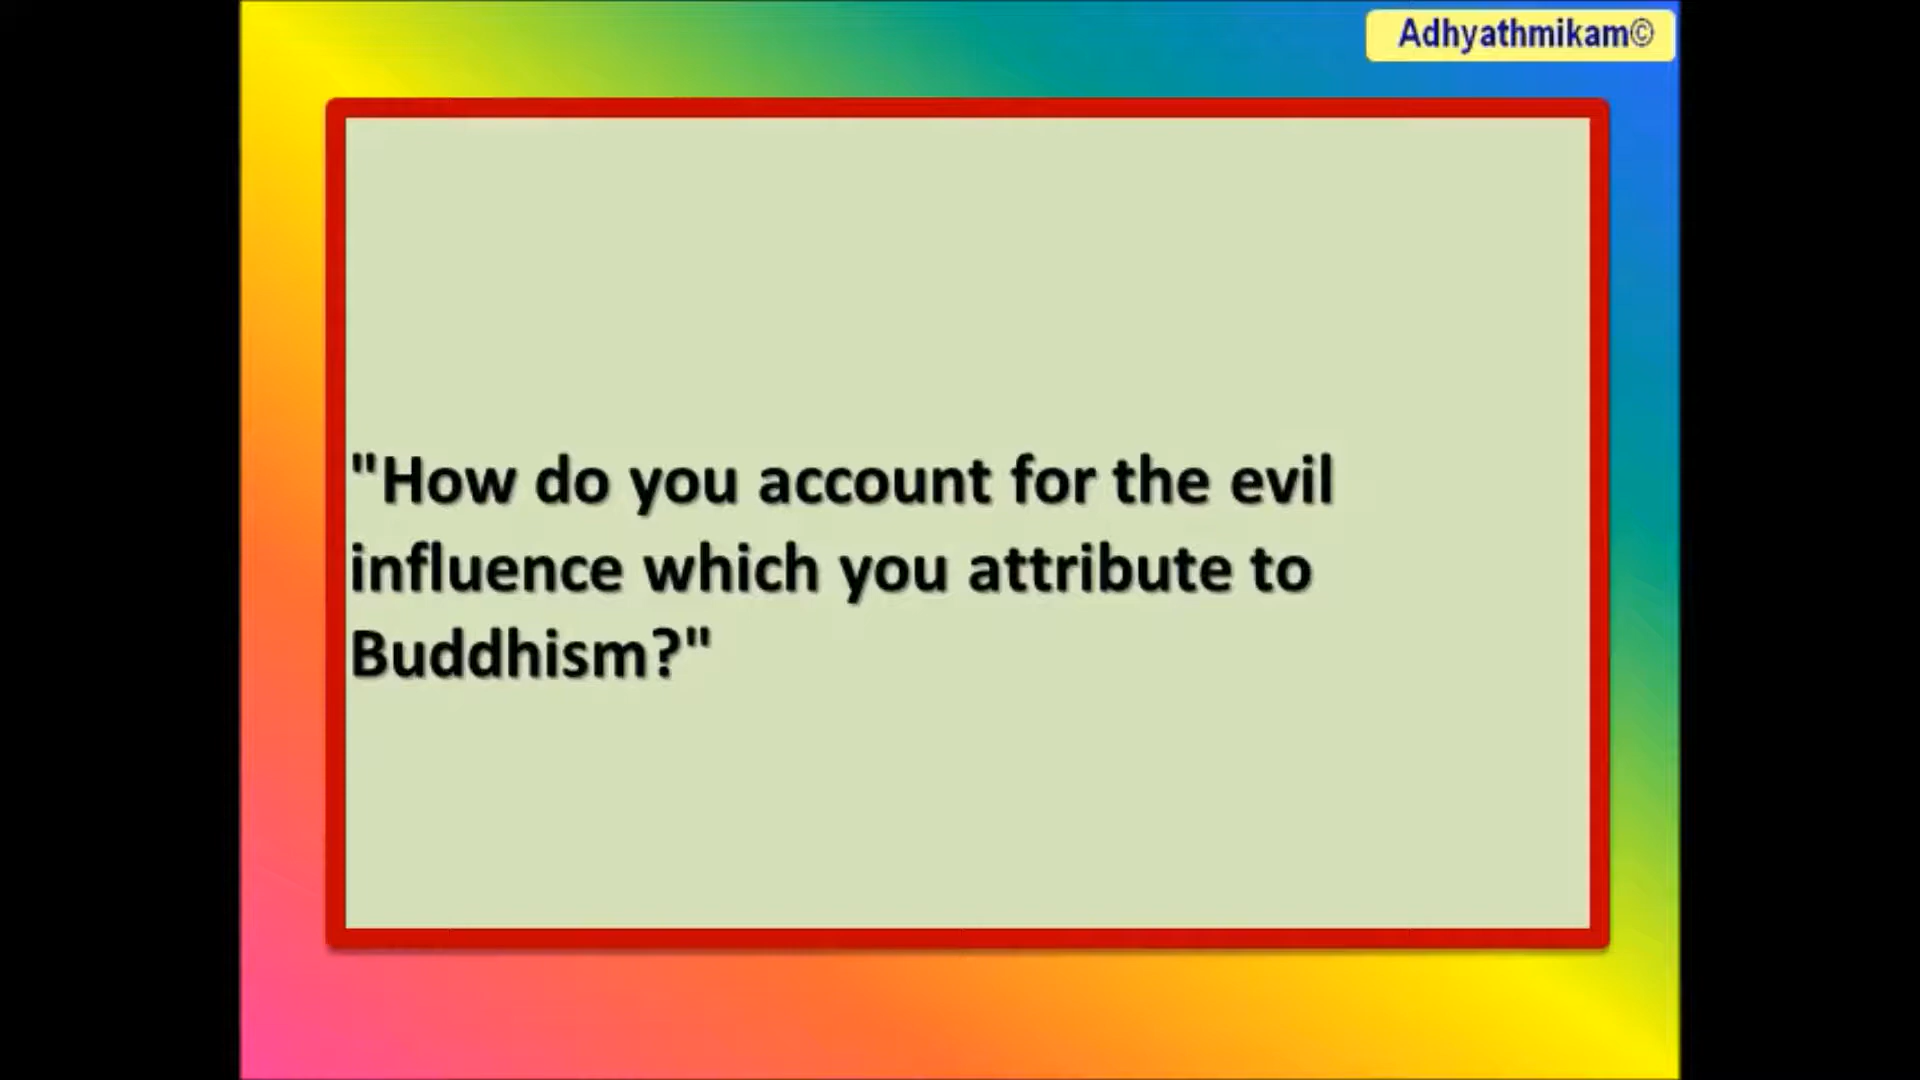 Adhyathmikam©
"How do you account for the evil
influence which you attribute to
Buddhism?"